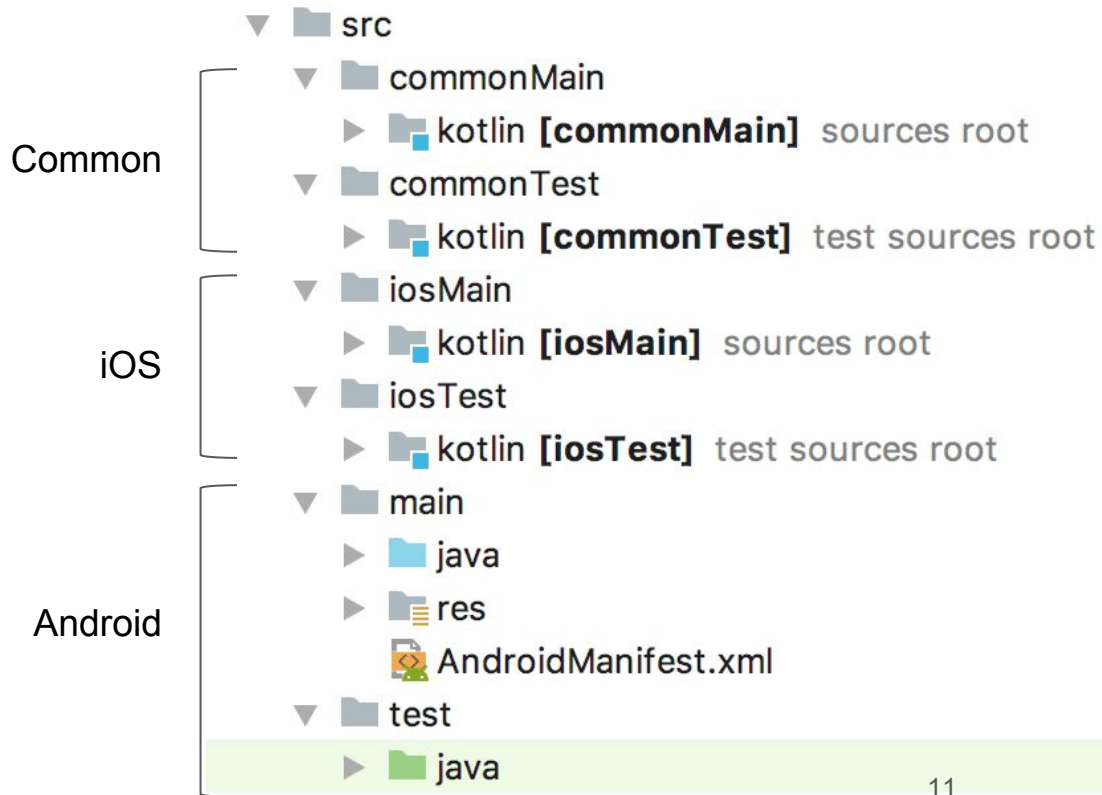 src
commonMain
kotlin [commonMain] sources root
Common
commonTest
kotlin [commonTest] test sources root
iosMain
kotlin [iosMain] sources root
iOS
iosTest
kotlin [iosTest] test sources root
main
java
res
Android
AndroidManifest.xml
test
java
11